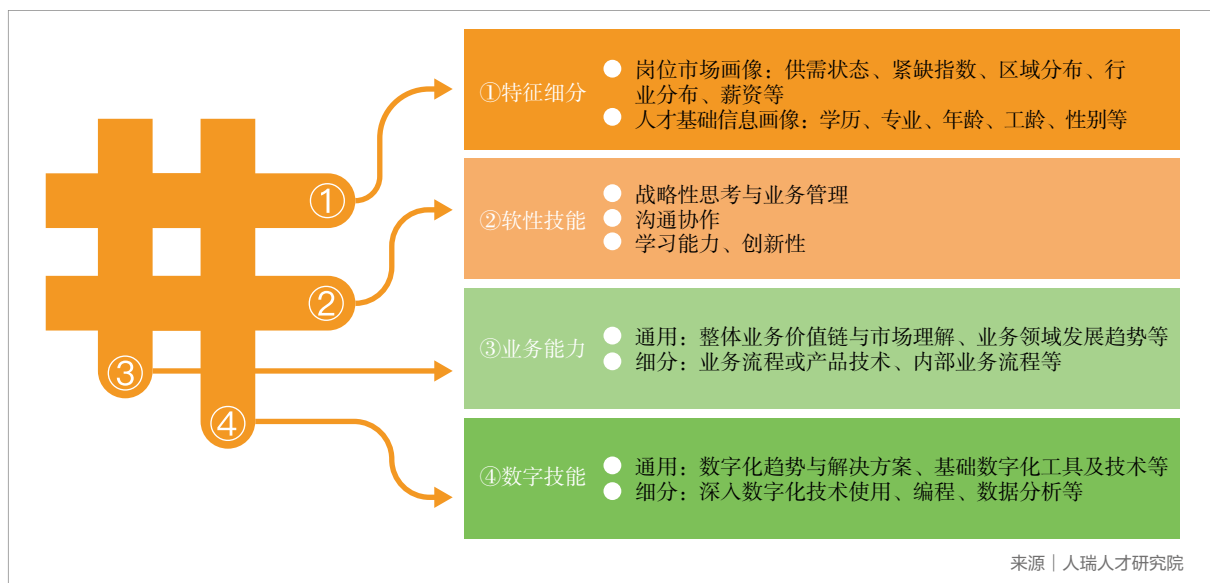 ①
②
③
④
①特征细分
岗位市场画像：供需状态、紧缺指数、区域分布、行
业分布、薪资等
人才基础信息画像：学历、专业、年龄、工龄、性别等
②软性技能
战略性思考与业务管理
沟通协作
学习能力、创新性
③业务能力
通用：整体业务价值链与市场理解、业务领域发展趋势等
细分：业务流程或产品技术、内部业务流程等
④数字技能
通用：数字化趋势与解决方案、基础数字化工具及技术等
细分：深入数字化技术使用、编程、数据分析等
来源｜人瑞人才研究院